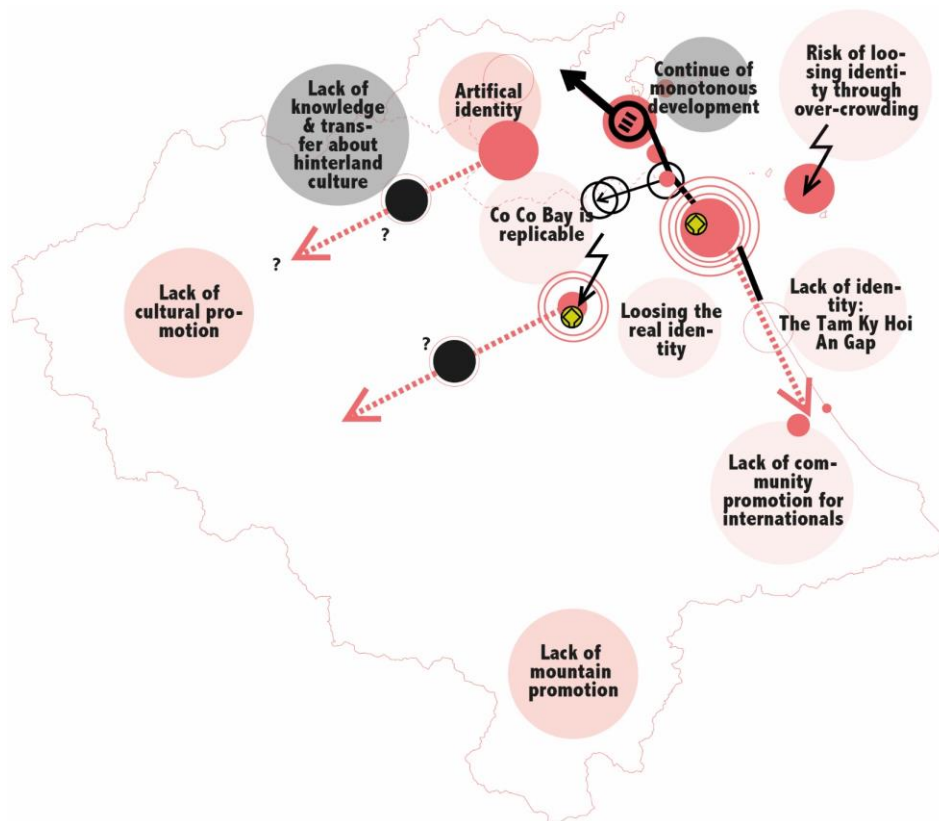 Lack of
knowledge
& trans-
fer about
hinterland
culture
Artifical
identity
Continue of
monotonous
development
Risk of loo-
sing identi-
ty through
over-crowding
?
?
Co Co Bay is
replicable
Lack of
cultural pro-
motion
?
Loosing the
real iden-
tity
Lack of iden-
tity:
The Tam Ky Hoi
An Gap
Lack of com-
munity
promotion for
internationals
Lack of
mountain
promotion